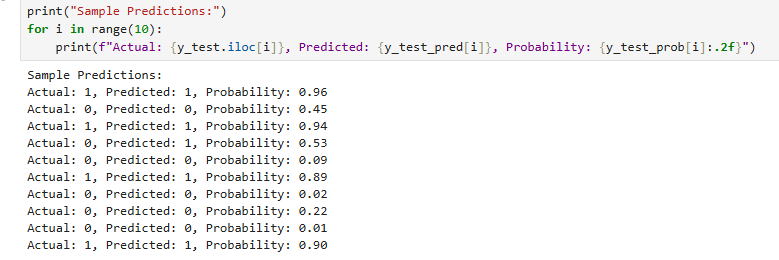 print("Sample Predictions:")
for i in range(10):
    print(f"Actual: {y_test.iloc[i]}, Predicted: {y_test_pred[i]}, Probability: {y_test_prob[i]:.2f}")
Sample Predictions:
Actual: 1, Predicted: 1, Probability: 0.96
Actual: 0, Predicted: 0, Probability: 0.45
Actual: 1, Predicted: 1, Probability: 0.94
Actual: 0, Predicted: 1, Probability: 0.53
Actual: 0, Predicted: 0, Probability: 0.09
Actual: 1, Predicted: 1, Probability: 0.89
Actual: 0, Predicted: 0, Probability: 0.02
Actual: 0, Predicted: 0, Probability: 0.22
Actual: 0, Predicted: 0, Probability: 0.01
Actual: 1, Predicted: 1, Probability: 0.90